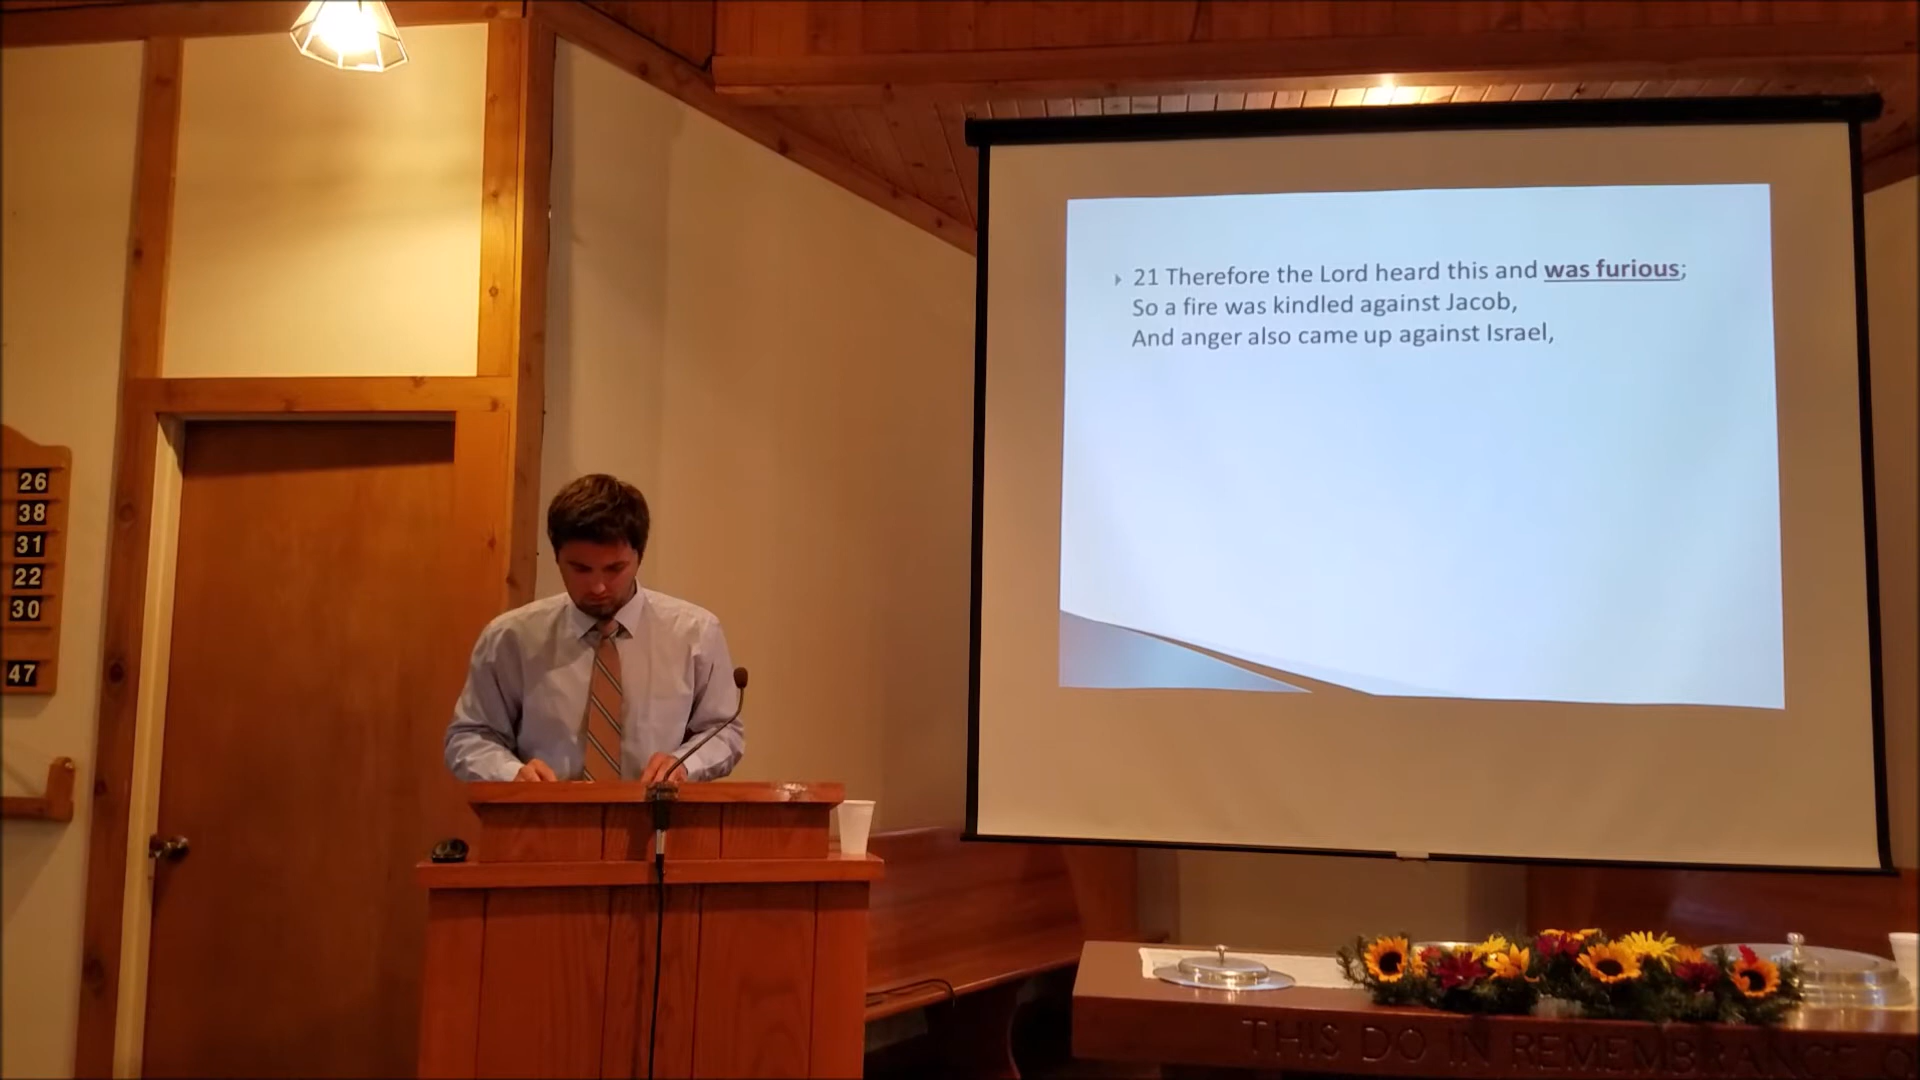 21 Therefore the Lord heard this and was furious;
So a fire was kindled against Jacob,
And anger also came up against Israel,
26
38
31
22
30
47
THIS DO IN REMEMBRANCE O